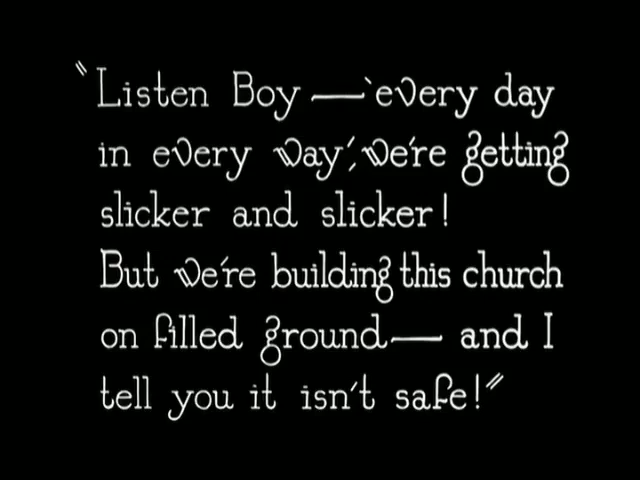 "Listen Boy — 'every day
in every way', we're getting
slicker and slicker!
But we're building this church
on filled ground — and I
tell you it isn't safe!"